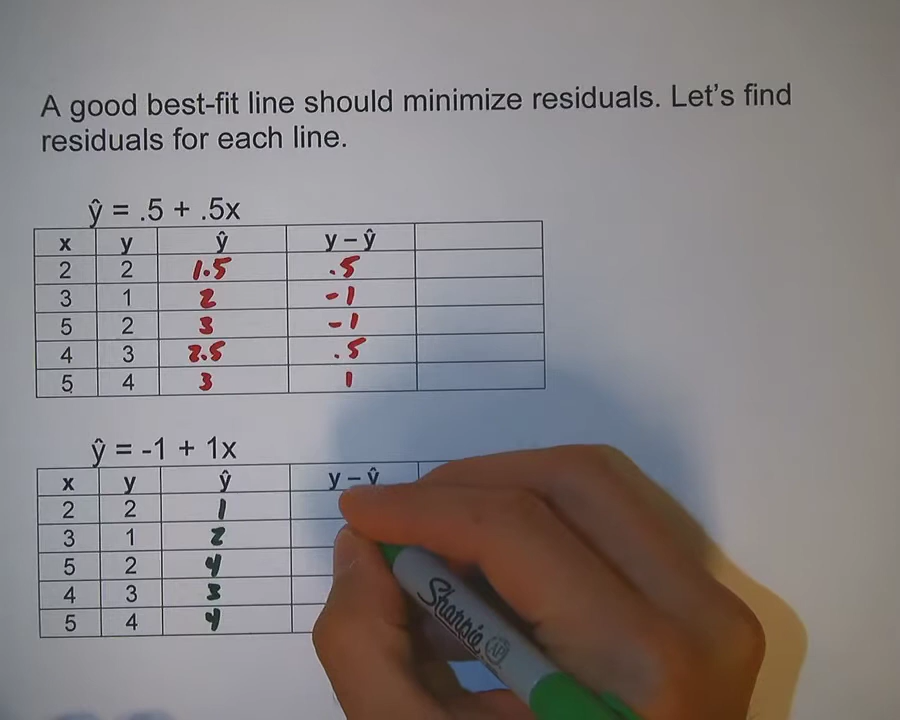 A good best-fit line should minimize residuals. Let's find
residuals for each line.
ŷ = .5 + .5x
x y ŷ y – ŷ
2 2 1.5 .5
3 1 2 -1
5 2 3 -1
4 3 2.5 .5
5 4 3 1
ŷ = -1 + 1x
x y ŷ y – ŷ
2 2 1
3 1 2
5 2 4
4 3 3
5 4 4
Sharpie
AP